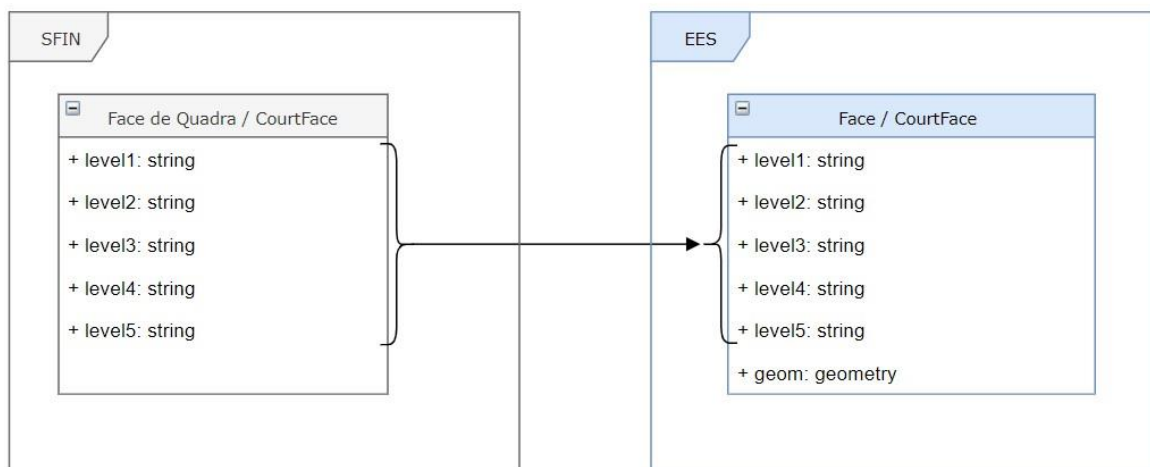 SFIN
Face de Quadra / CourtFace
+ level1: string
+ level2: string
+ level3: string
+ level4: string
+ level5: string
EES
Face / CourtFace
+ level1: string
+ level2: string
+ level3: string
+ level4: string
+ level5: string
+ geom: geometry